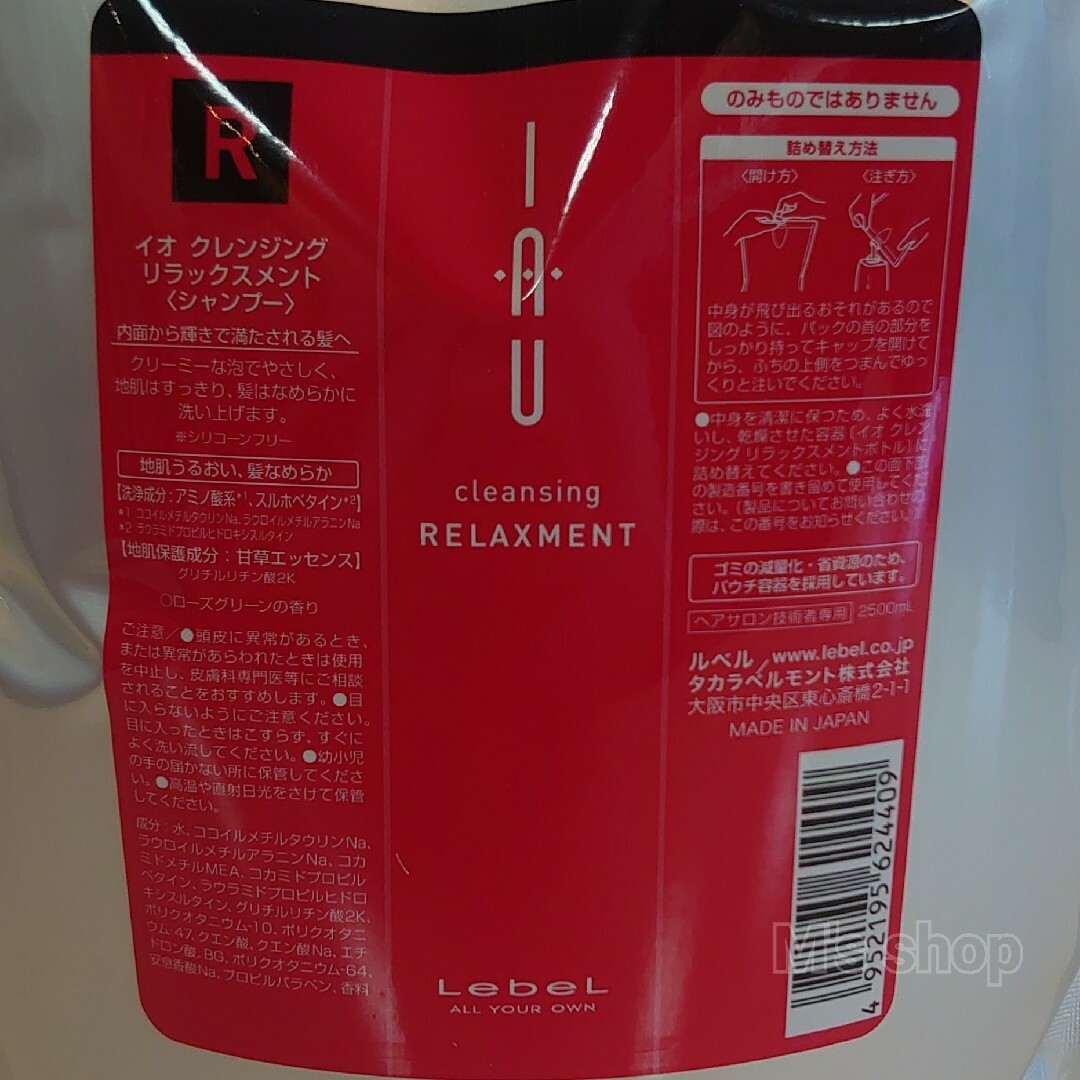 R
イオ クレンジング
リラックスメント
〈シャンプー〉
内面から輝きで満たされる髪へ
クリーミーな泡でやさしく、
地肌はすっきり、髪はなめらかに
洗い上げます。
※シリコーンフリー
地肌うるおい、髪なめらか
【洗浄成分：アミノ酸系*1、スルホベタイン*2】
*1 ココイルメチルタウリンNa、ラウロイルメチルアラニンNa
*2 ラウラミドプロピルヒドロキシスルタイン
【地肌保護成分：甘草エッセンス】
グリチルリチン酸2K
○ローズグリーンの香り
ご注意／●頭皮に異常があるとき、
または異常があらわれたときは使用
を中止し、皮膚科専門医等にご相談
されることをおすすめします。●目
に入らないようにご注意ください。
目に入ったときはこすらず、すぐに
よく洗い流してください。●幼小児
の手の届かない所に保管してくださ
い。●高温や直射日光をさけて保管
してください。
成分：水、ココイルメチルタウリンNa、
ラウロイルメチルアラニンNa、コカ
ミドメチルMEA、コカミドプロピル
ベタイン、ラウラミドプロピルヒドロ
キシスルタイン、グリチルリチン酸2K、
ポリクオタニウム-10、ポリクオタニ
ウム-47、クエン酸、クエン酸Na、エチ
ドロン酸、BG、ポリクオタニウム-64、
安息香酸Na、プロピルパラベン、香料
I
A
U
cleansing
RELAXMENT
LebeL
ALL YOUR OWN
のみものではありません
詰め替え方法
〈開け方〉 〈注ぎ方〉
中身が飛び出るおそれがあるので
図のように、パックの首の部分を
しっかり持ってキャップを開けて
から、ふちの上側をつまんでゆっ
くりと注いでください。
●中身を清潔に保つため、よく水洗
いし、乾燥させた容器〔イオ クレン
ジング リラックスメントボトル〕に
詰め替えてください。●この面下部
の製造番号を書き留めて使用してくだ
さい。（製品についてお問い合わせの
際は、この番号をお知らせください。）
ゴミの減量化・省資源のため、
パウチ容器を採用しています。
ヘアサロン技術者専用 2500mL
ルベル／www.lebel.co.jp
タカラベルモント株式会社
大阪市中央区東心斎橋2-1-1
MADE IN JAPAN
4 952195 624409
M's shop